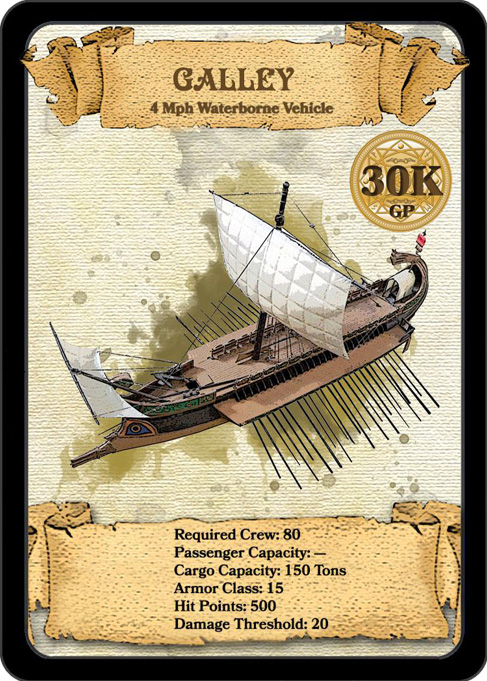 GALLEY
4 Mph Waterborne Vehicle
30K
GP
Required Crew: 80
Passenger Capacity: —
Cargo Capacity: 150 Tons
Armor Class: 15
Hit Points: 500
Damage Threshold: 20